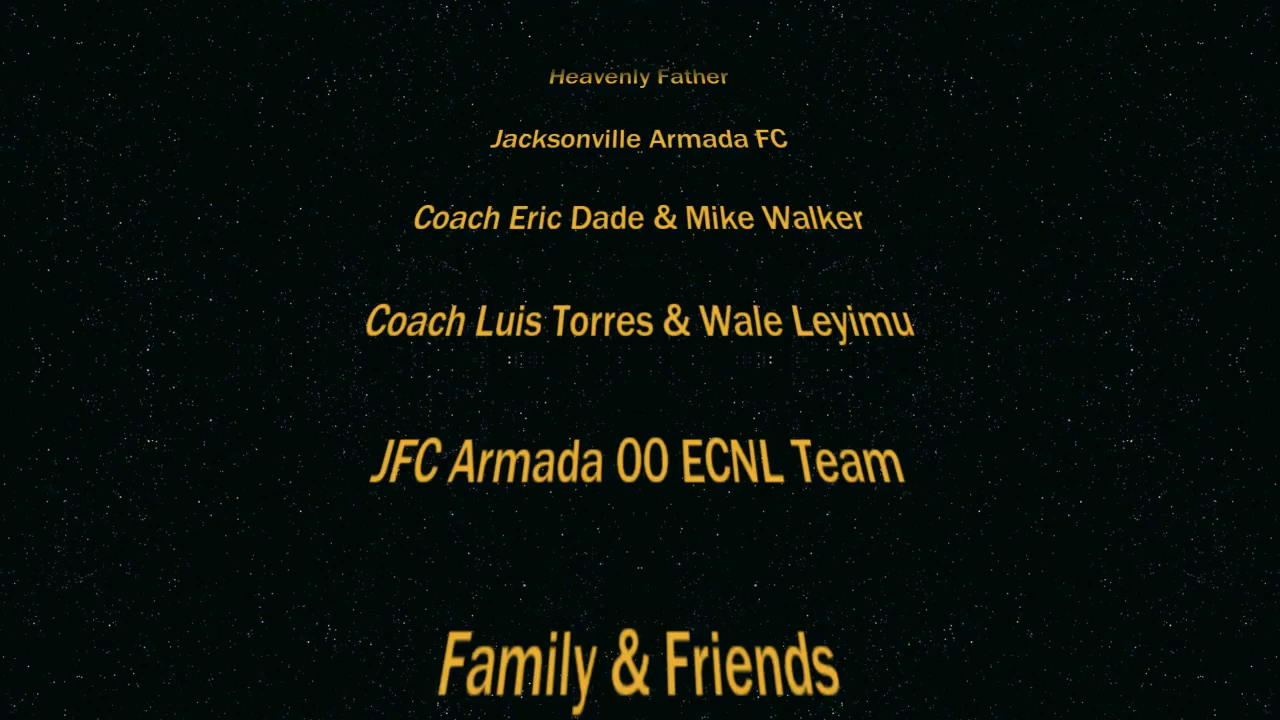 Heavenly Father
Jacksonville Armada FC
Coach Eric Dade & Mike Walker
Coach Luis Torres & Wale Leyimu
JFC Armada 00 ECNL Team
Family & Friends